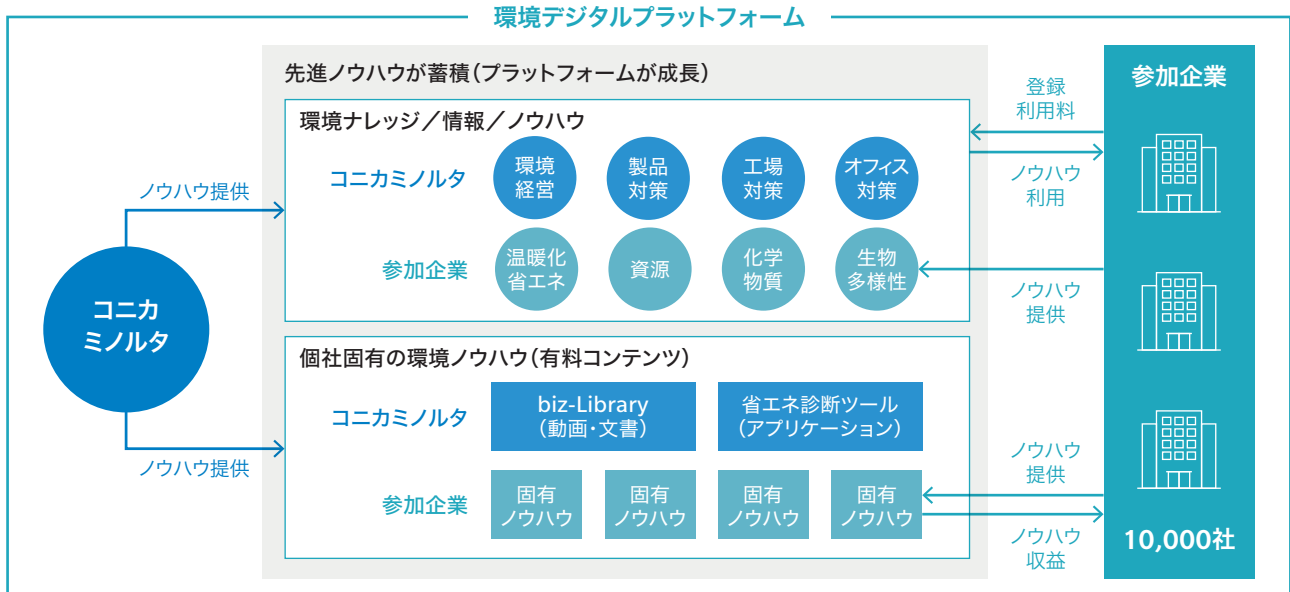 環境デジタルプラットフォーム
先進ノウハウが蓄積(プラットフォームが成長)
環境ナレッジ/情報/ノウハウ
コニカミノルタ
環境
経営
製品
対策
工場
対策
オフィス
対策
参加企業
温暖化
省エネ
資源
化学
物質
生物
多様性
個社固有の環境ノウハウ(有料コンテンツ)
コニカミノルタ
biz-Library
(動画・文書)
省エネ診断ツール
(アプリケーション)
参加企業
固有
ノウハウ
固有
ノウハウ
固有
ノウハウ
固有
ノウハウ
ノウハウ提供
コニカ
ミノルタ
ノウハウ提供
登録
利用料
ノウハウ
利用
ノウハウ
提供
ノウハウ
提供
ノウハウ
収益
参加企業
10,000社